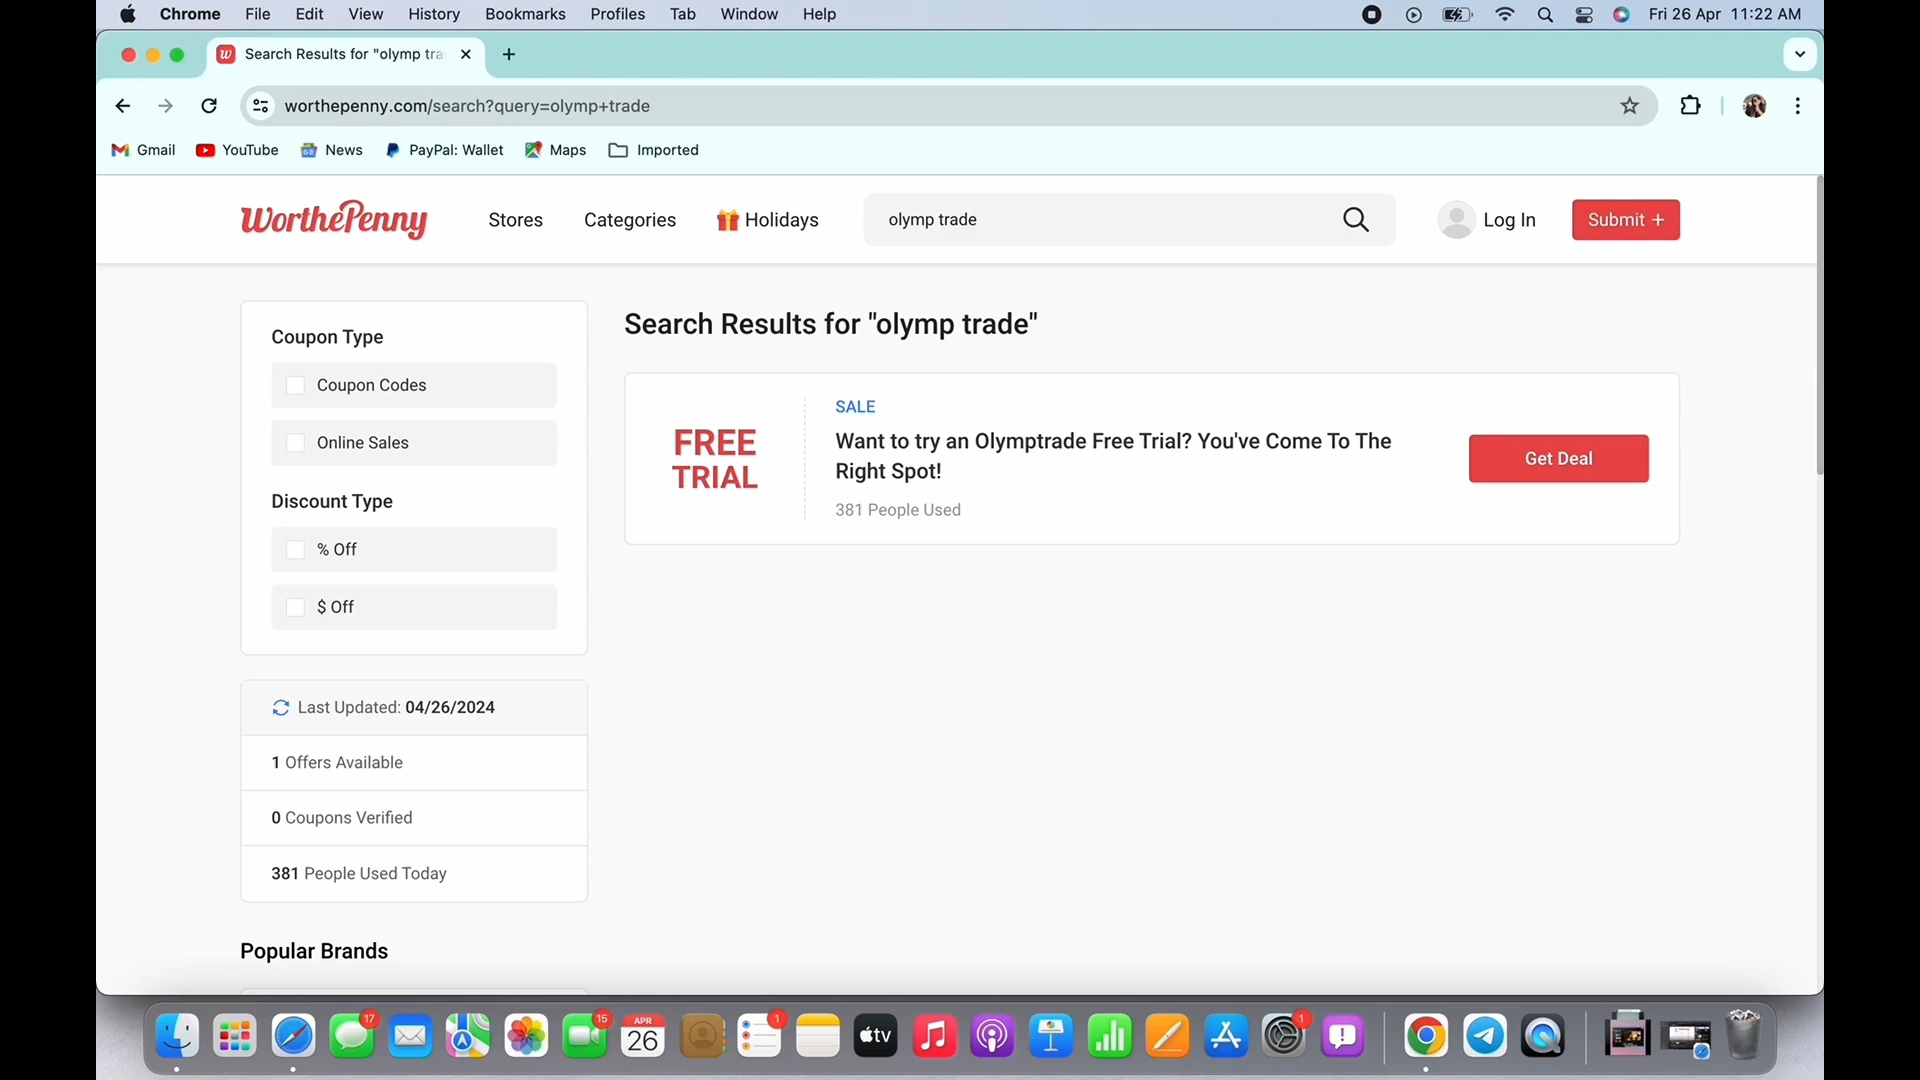 Chrome File Edit View History Bookmarks Profiles Tab Window Help Fri 26 Apr 11:22 AM
Search Results for "olymp tra
worthepenny.com/search?query=olymp+trade
Gmail YouTube News PayPal: Wallet Maps Imported
WorthePenny Stores Categories Holidays olymp trade Log In Submit +
Coupon Type
Coupon Codes
Online Sales
Discount Type
% Off
$ Off
Last Updated: 04/26/2024
1 Offers Available
0 Coupons Verified
381 People Used Today
Popular Brands
Search Results for "olymp trade"
FREE
TRIAL
SALE
Want to try an Olymptrade Free Trial? You've Come To The
Right Spot!
381 People Used
Get Deal
17 15 APR 26 1 tv 1